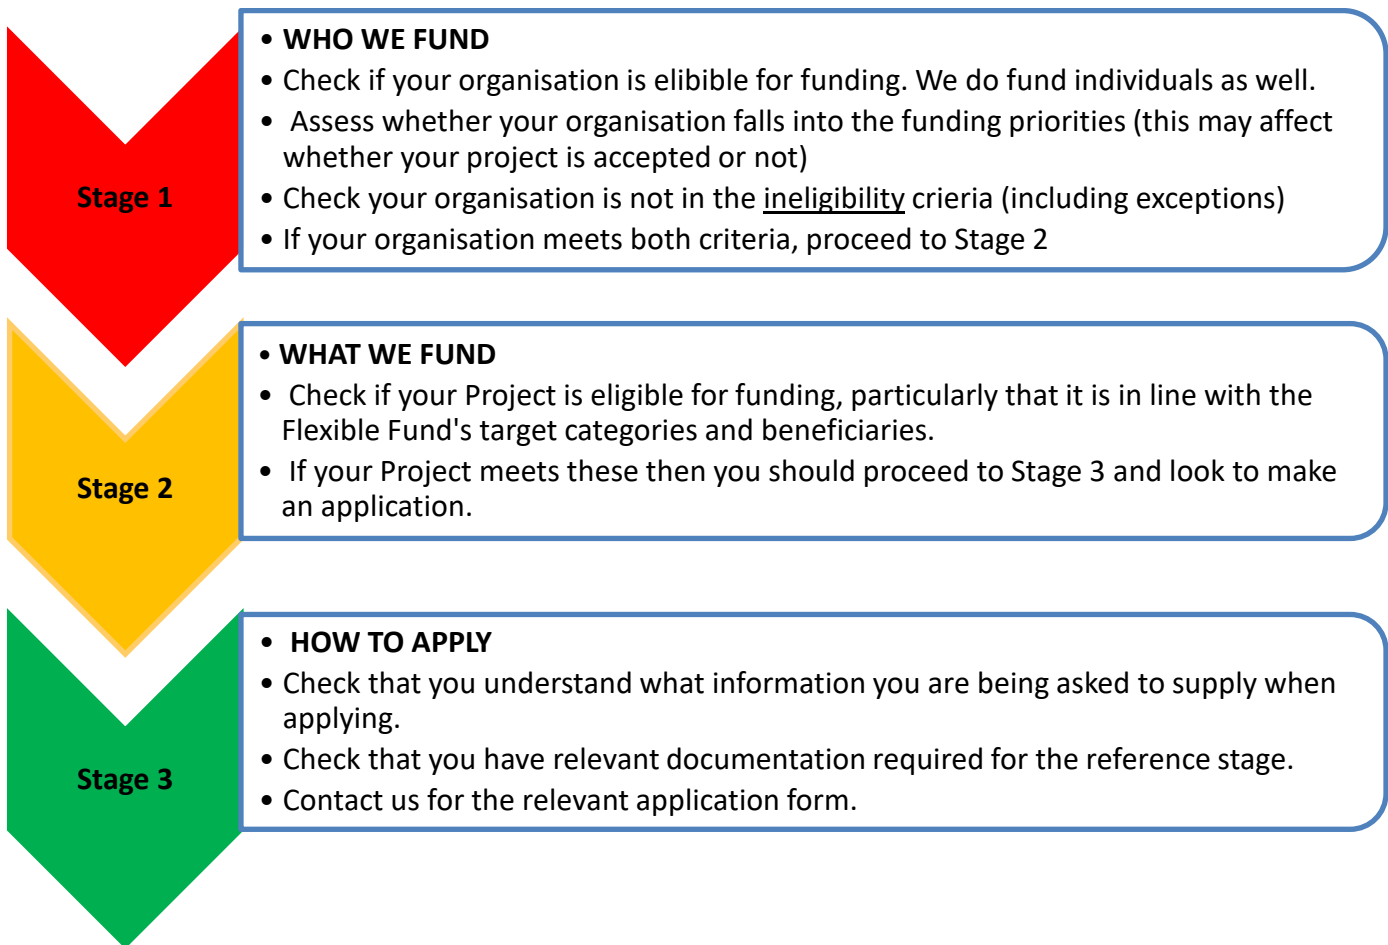 Stage 1
• WHO WE FUND
• Check if your organisation is elibible for funding. We do fund individuals as well.
• Assess whether your organisation falls into the funding priorities (this may affect
whether your project is accepted or not)
• Check your organisation is not in the ineligibility crieria (including exceptions)
• If your organisation meets both criteria, proceed to Stage 2
Stage 2
• WHAT WE FUND
• Check if your Project is eligible for funding, particularly that it is in line with the
Flexible Fund's target categories and beneficiaries.
• If your Project meets these then you should proceed to Stage 3 and look to make
an application.
Stage 3
• HOW TO APPLY
• Check that you understand what information you are being asked to supply when
applying.
• Check that you have relevant documentation required for the reference stage.
• Contact us for the relevant application form.